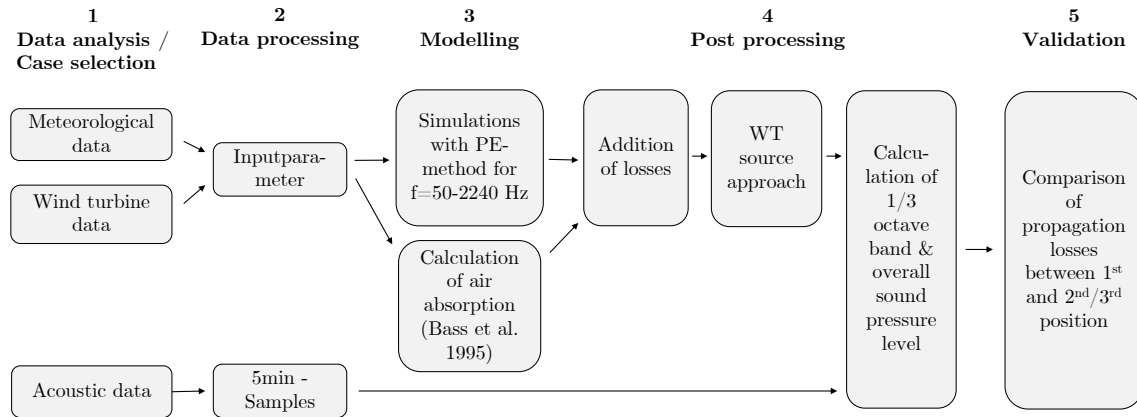 1
Data analysis /
Case selection
2
Data processing
3
Modelling
4
Post processing
5
Validation
Meteorological
data
Wind turbine
data
Inputpara-
meter
Simulations
with PE-
method for
f=50-2240 Hz
Calculation
of air
absorption
(Bass et al.
1995)
Addition
of losses
WT
source
approach
Calcu-
lation of
1/3
octave
band &
overall
sound
pressure
level
Comparison
of
propagation
losses
between 1st
and 2nd/3rd
position
Acoustic data
5min -
Samples